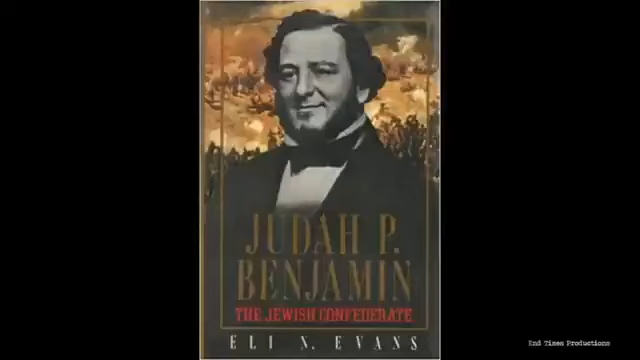 JUDAH P.
BENJAMIN
THE JEWISH CONFEDERATE
ELI N. EVANS
End Times Productions